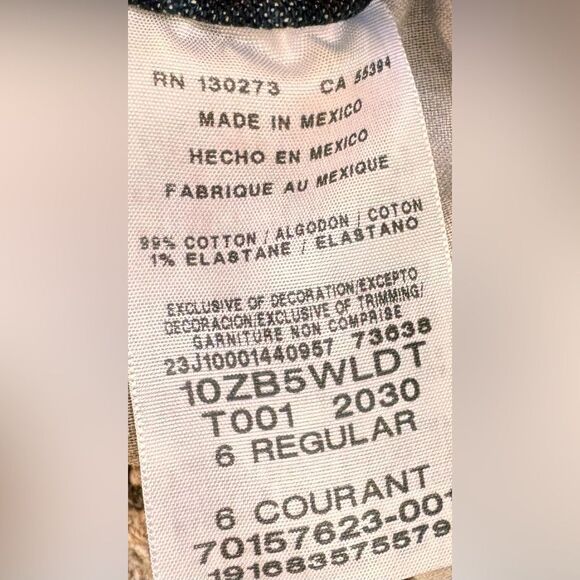 RN 130273 CA 55394
MADE IN MEXICO
HECHO EN MEXICO
FABRIQUE AU MEXIQUE
99% COTTON / ALGODON / COTON
1% ELASTANE / ELASTANO
EXCLUSIVE OF DECORATION/EXCEPTO
DECORACION/EXCLUSIVE OF TRIMMING/
GARNITURE NON COMPRISE
23J10001440957 73638
10ZB5WLDT
T001 2030
6 REGULAR
6 COURANT
70157623-001
191683575579